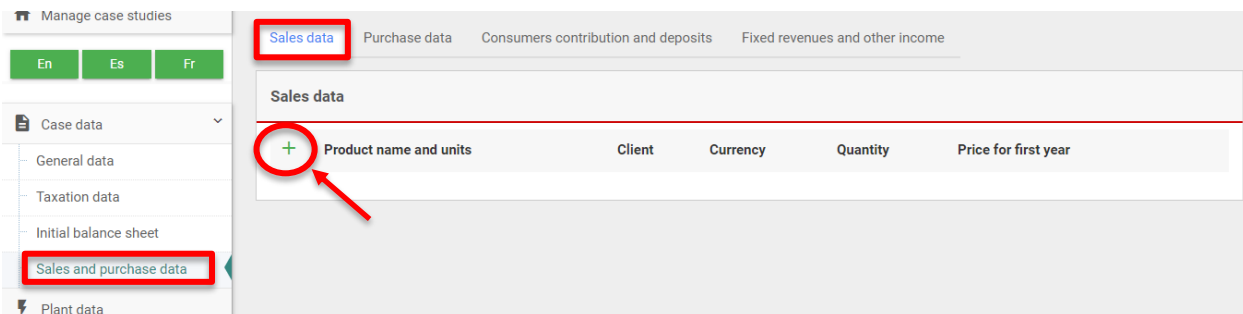 Manage case studies
En Es Fr
Case data
General data
Taxation data
Initial balance sheet
Sales and purchase data
Plant data
Sales data Purchase data Consumers contribution and deposits Fixed revenues and other income
Sales data
+ Product name and units Client Currency Quantity Price for first year